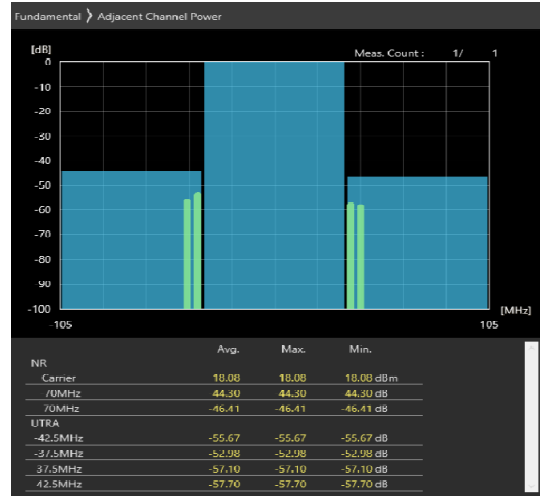 Fundamental ❯ Adjacent Channel Power
[dB] Meas. Count : 1/ 1
0
-10
-20
-30
-40
-50
-60
-70
-80
90
-100 [MHz]
-105 105
Avg. Max. Min.
NR
Carrier 18.08 18.08 18.08 dBm
70MHz 44.30 44.30 44.30 dB
70MHz -46.41 -46.41 -46.41 dB
UTRA
-42.5MHz -55.67 -55.67 -55.67 dB
-37.5MHz -52.98 -52.98 -52.98 dB
37.5MHz -57.10 -57.10 -57.10 dB
42.5MHz -57.70 -57.70 -57.70 dB